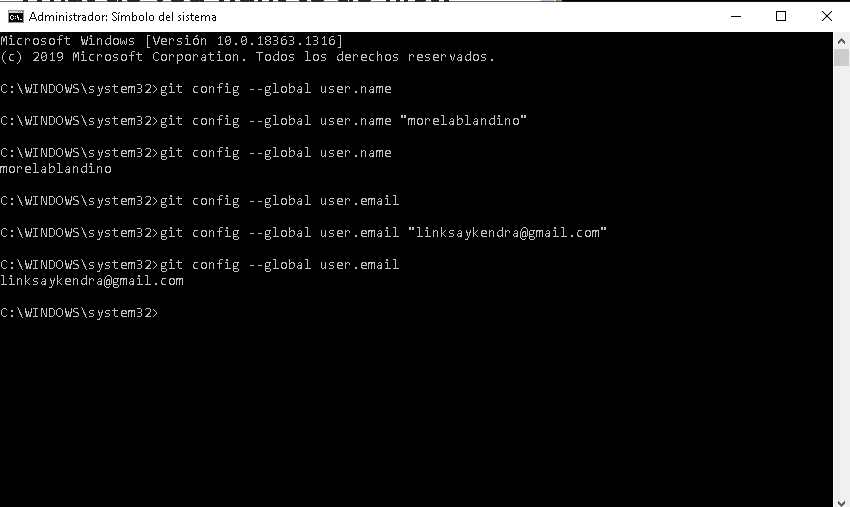 Administrador: Símbolo del sistema
Microsoft Windows [Versión 10.0.18363.1316]
(c) 2019 Microsoft Corporation. Todos los derechos reservados.
C:\WINDOWS\system32>git config --global user.name
C:\WINDOWS\system32>git config --global user.name "morelablandino"
C:\WINDOWS\system32>git config --global user.name
morelablandino
C:\WINDOWS\system32>git config --global user.email
C:\WINDOWS\system32>git config --global user.email "linksaykendra@gmail.com"
C:\WINDOWS\system32>git config --global user.email
linksaykendra@gmail.com
C:\WINDOWS\system32>